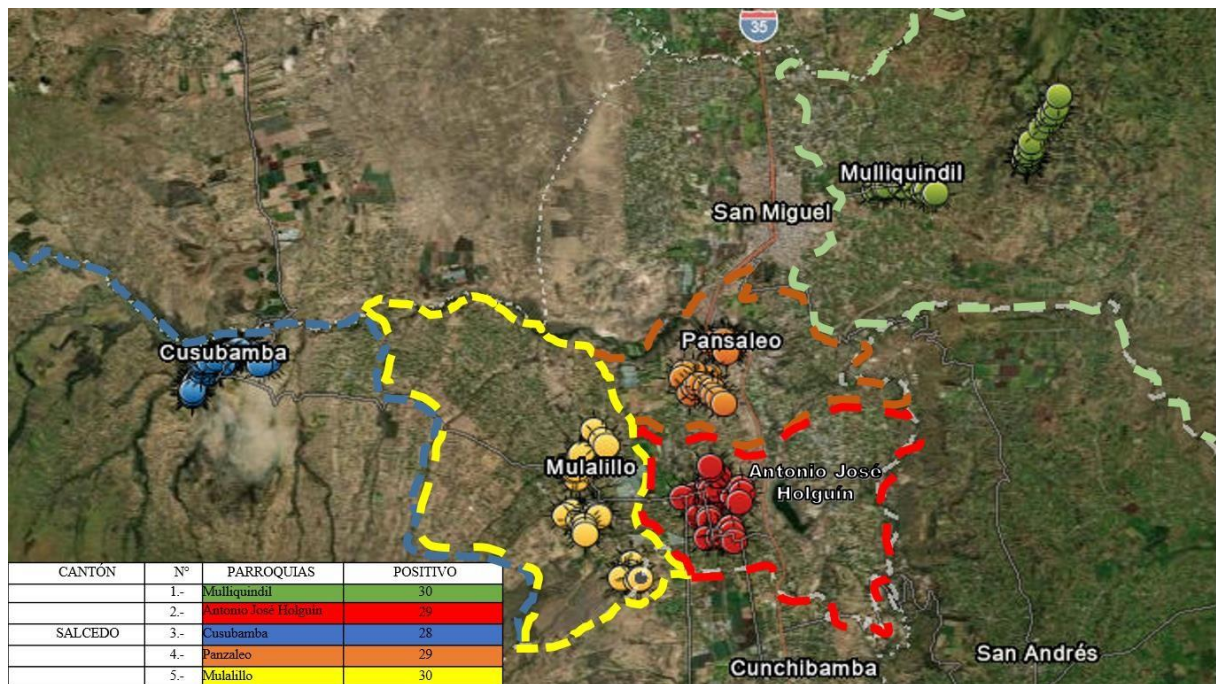 35
Mulliquindil
San Miguel
Pansaleo
Cusubamba
Mulalillo
Antonio José
Holguín
CANTÓN N° PARROQUIAS POSITIVO
1.- Mulliquindil 30
2.- Antonio José Holguín 29
SALCEDO 3.- Cusubamba 28
4.- Panzaleo 29
5.- Mulalillo 30
Cunchibamba
San Andrés